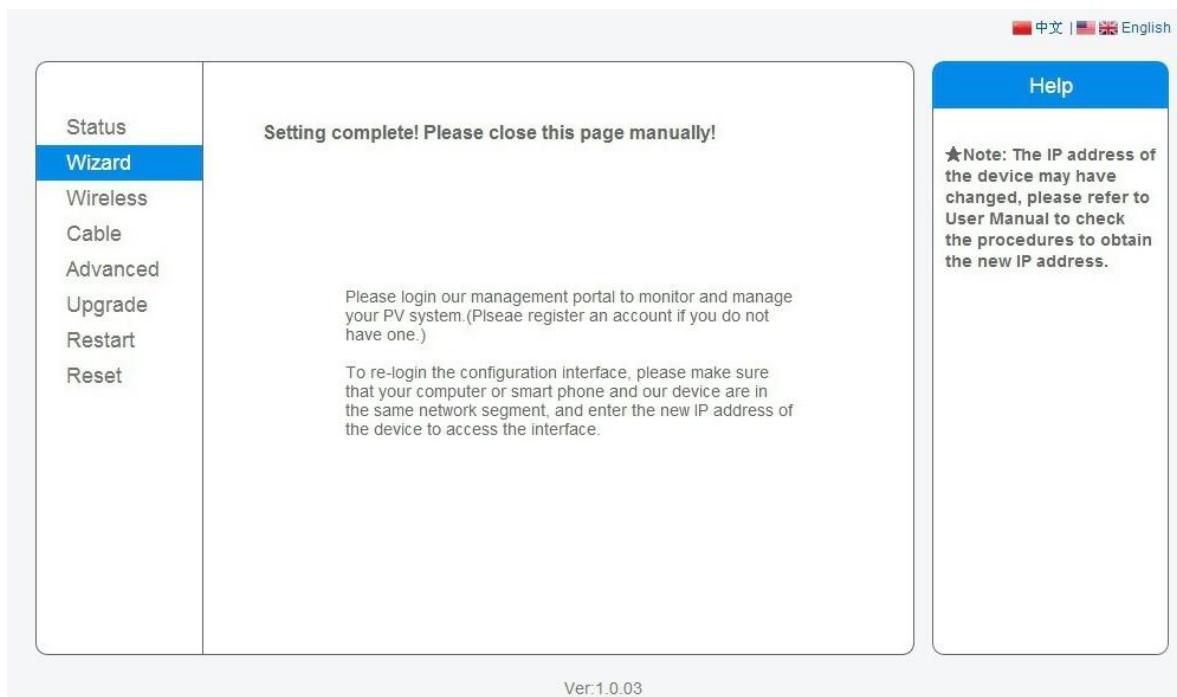 中文 | English
Status
Wizard
Wireless
Cable
Advanced
Upgrade
Restart
Reset
Setting complete! Please close this page manually!
Please login our management portal to monitor and manage
your PV system.(Plseae register an account if you do not
have one.)
To re-login the configuration interface, please make sure
that your computer or smart phone and our device are in
the same network segment, and enter the new IP address of
the device to access the interface.
Help
★Note: The IP address of
the device may have
changed, please refer to
User Manual to check
the procedures to obtain
the new IP address.
Ver:1.0.03